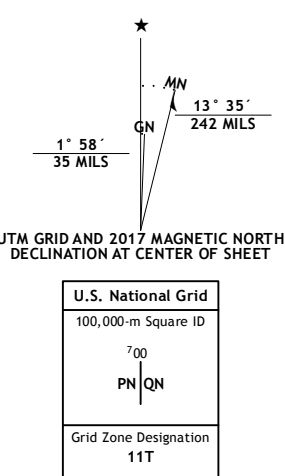 ★
MN
13° 35´
242 MILS
GN
1° 58´
35 MILS
UTM GRID AND 2017 MAGNETIC NORTH
DECLINATION AT CENTER OF SHEET
U.S. National Grid
100,000-m Square ID
⁷00
PN QN
Grid Zone Designation
11T